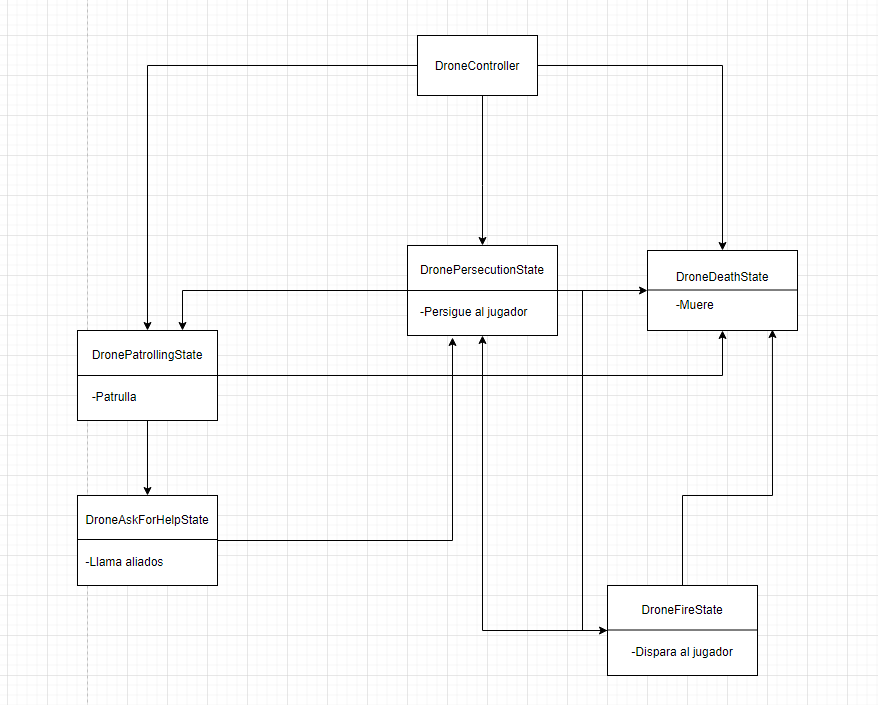 DroneController
DronePersecutionState
-Persigue al jugador
DroneDeathState
-Muere
DronePatrollingState
-Patrulla
DroneAskForHelpState
-Llama aliados
DroneFireState
-Dispara al jugador